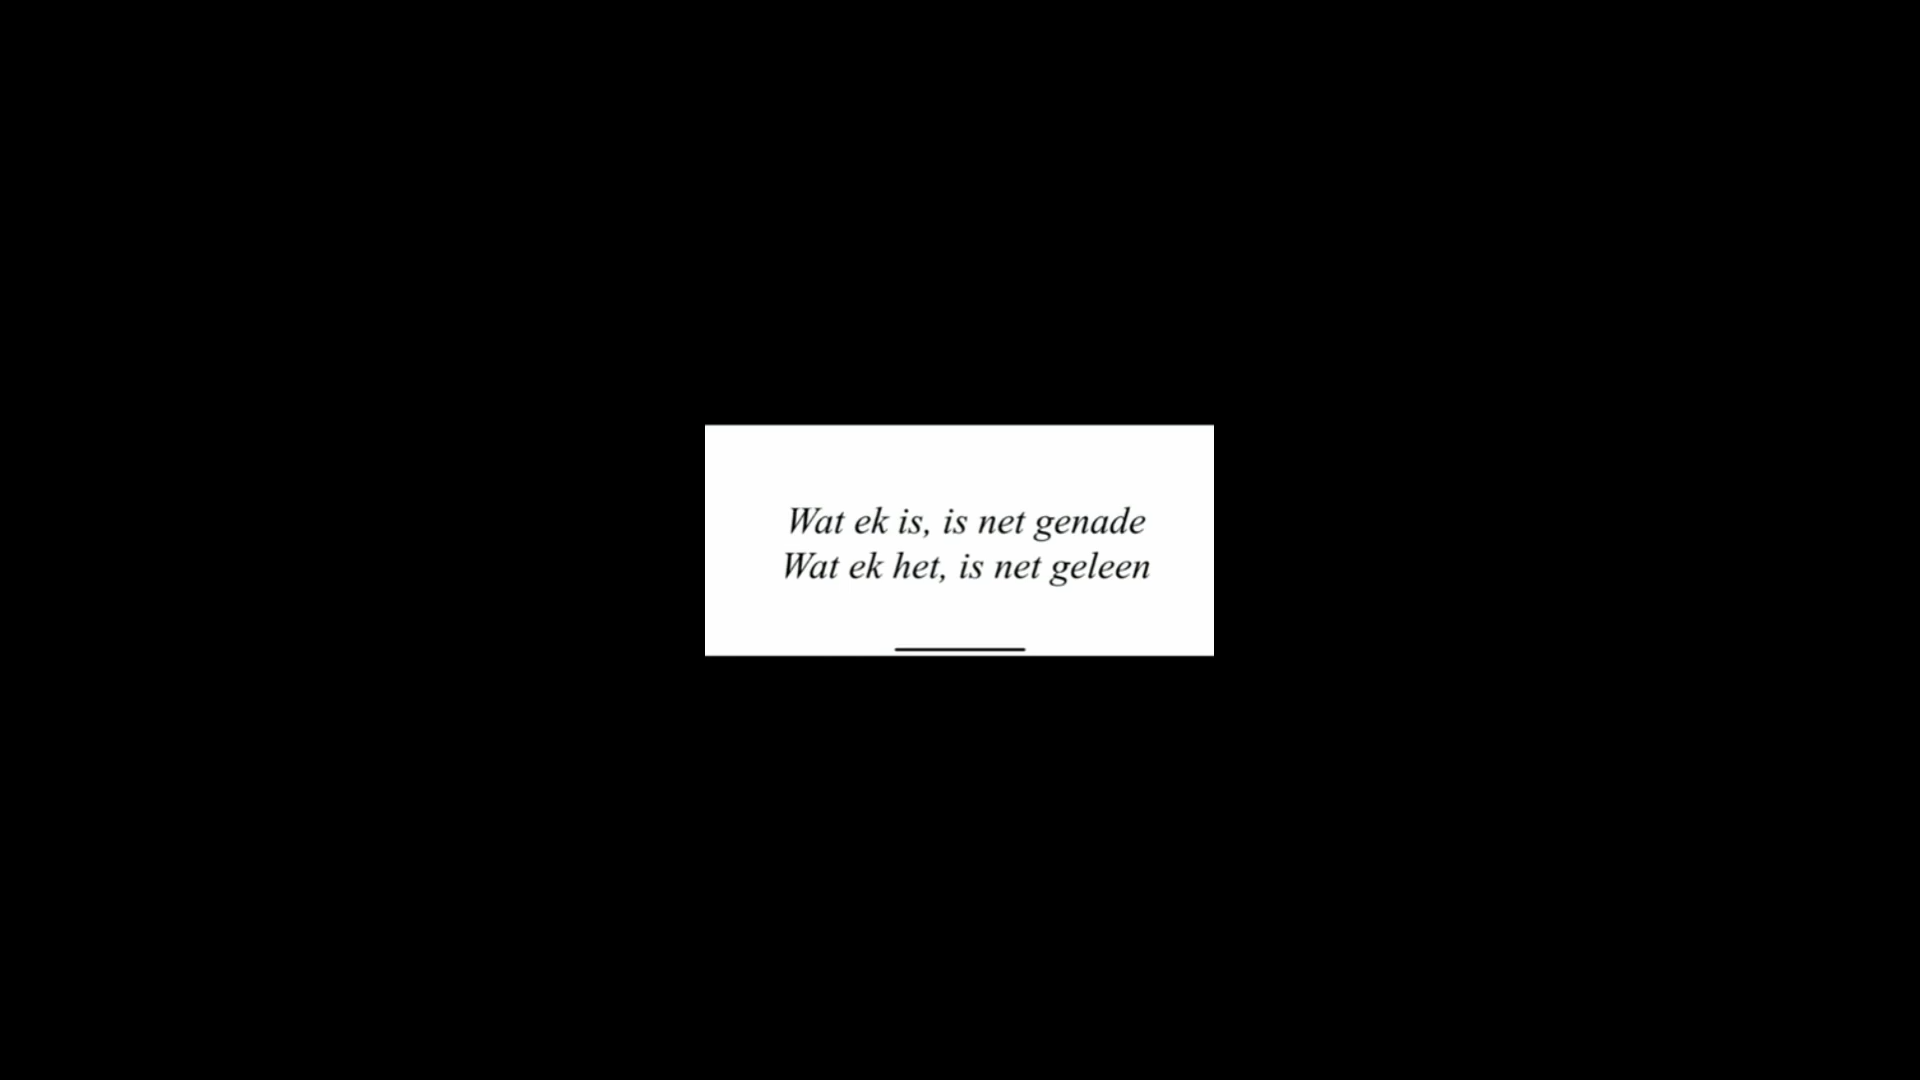 Wat ek is, is net genade
Wat ek het, is net geleen